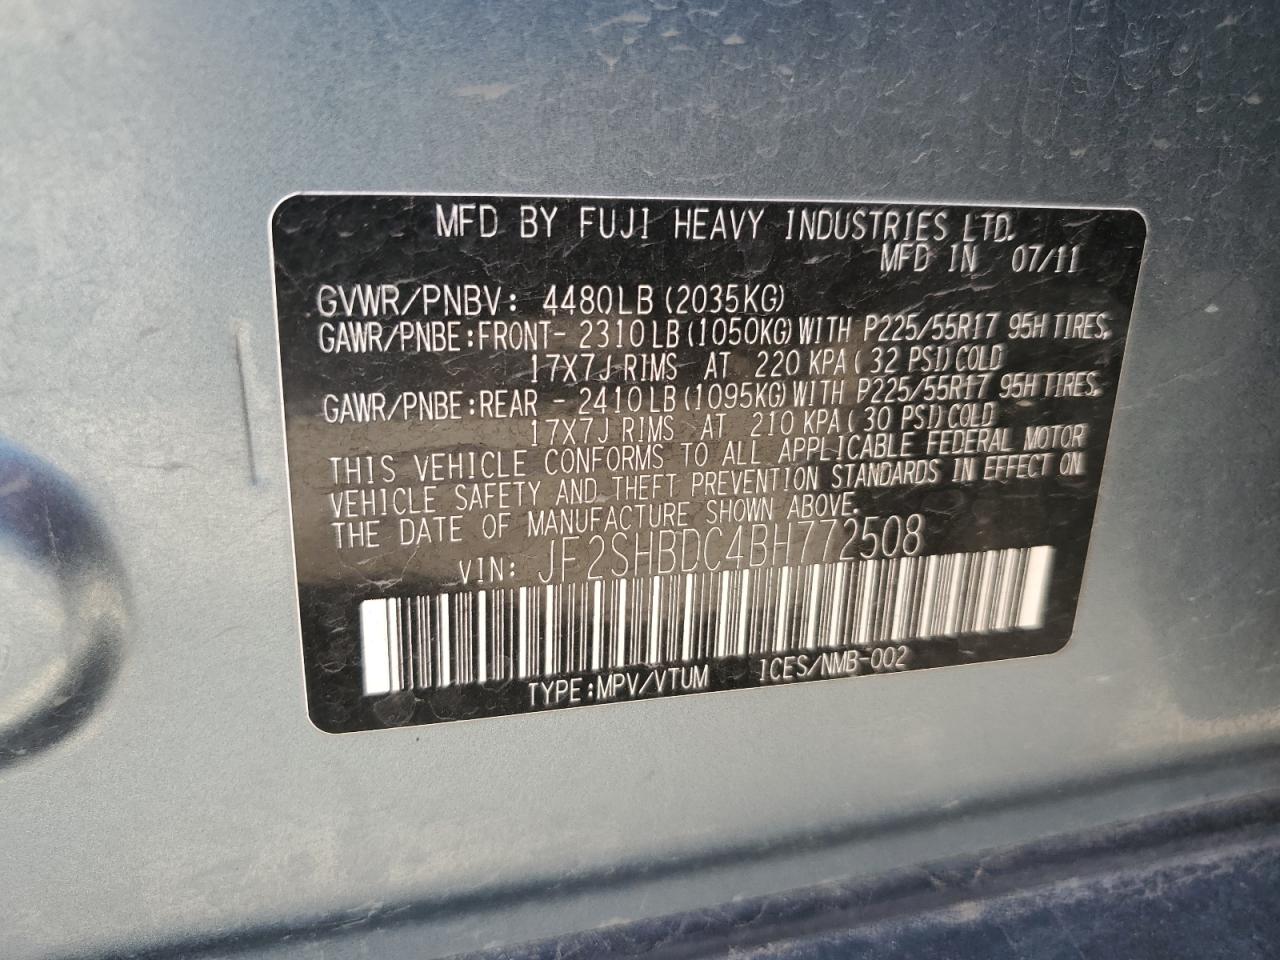 MFD BY FUJI HEAVY INDUSTRIES LTD.
MFD IN 07/11
GVWR/PNBV: 4480LB (2035KG)
GAWR/PNBE:FRONT- 2310LB (1050KG) WITH P225/55R17 95H TIRES,
17X7J RIMS AT 220 KPA ( 32 PSI) COLD
GAWR/PNBE:REAR - 2410LB (1095KG) WITH P225/55R17 95H TIRES,
17X7J RIMS AT 210 KPA ( 30 PSI) COLD
THIS VEHICLE CONFORMS TO ALL APPLICABLE FEDERAL MOTOR
VEHICLE SAFETY AND THEFT PREVENTION STANDARDS IN EFFECT ON
THE DATE OF MANUFACTURE SHOWN ABOVE.
VIN: JF2SHBDC4BH772508
TYPE:MPV/VTUM ICES/NMB-002